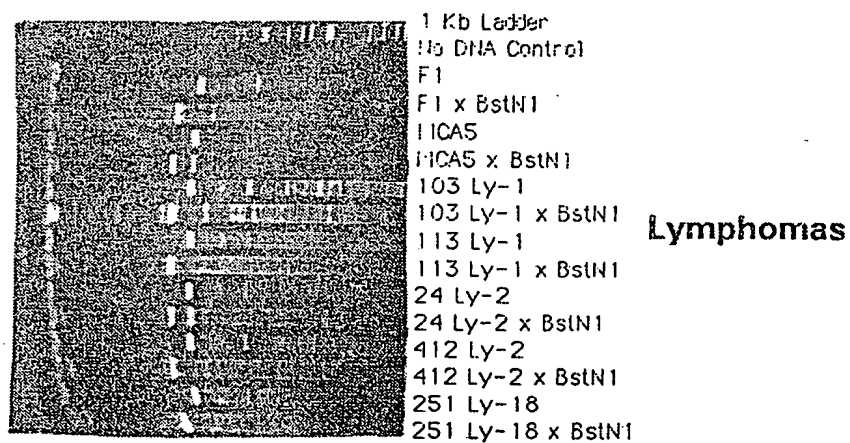 1 Kb Ladder
No DNA Control
F1
F1 x BstN1
MCA5
MCA5 x BstN1
103 Ly-1
103 Ly-1 x BstN1
113 Ly-1
113 Ly-1 x BstN1
24 Ly-2
24 Ly-2 x BstN1
412 Ly-2
412 Ly-2 x BstN1
251 Ly-18
251 Ly-18 x BstN1
Lymphomas